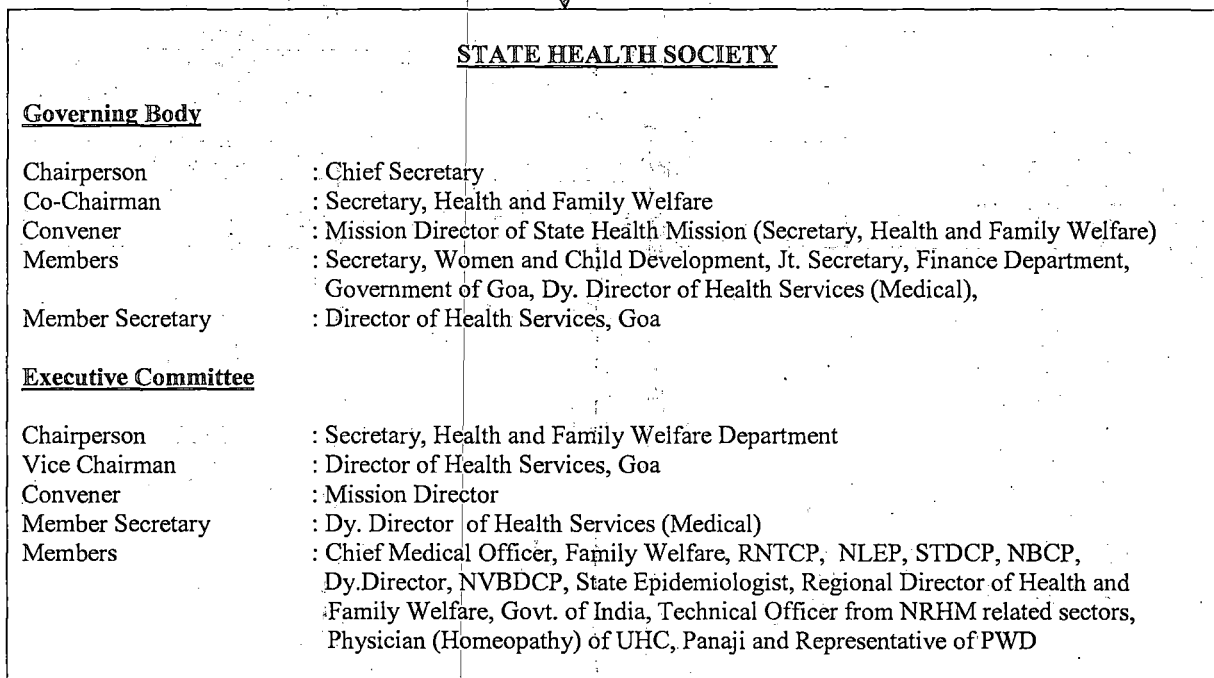 STATE HEALTH SOCIETY
Governing Body
Chairperson : Chief Secretary
Co-Chairman : Secretary, Health and Family Welfare
Convener : Mission Director of State Health Mission (Secretary, Health and Family Welfare)
Members : Secretary, Women and Child Development, Jt. Secretary, Finance Department,
Government of Goa, Dy. Director of Health Services (Medical),
Member Secretary : Director of Health Services, Goa
Executive Committee
Chairperson : Secretary, Health and Family Welfare Department
Vice Chairman : Director of Health Services, Goa
Convener : Mission Director
Member Secretary : Dy. Director of Health Services (Medical)
Members : Chief Medical Officer, Family Welfare, RNTCP, NLEP, STDCP, NBCP,
Dy.Director, NVBDCP, State Epidemiologist, Regional Director of Health and
Family Welfare, Govt. of India, Technical Officer from NRHM related sectors,
Physician (Homeopathy) of UHC, Panaji and Representative of PWD